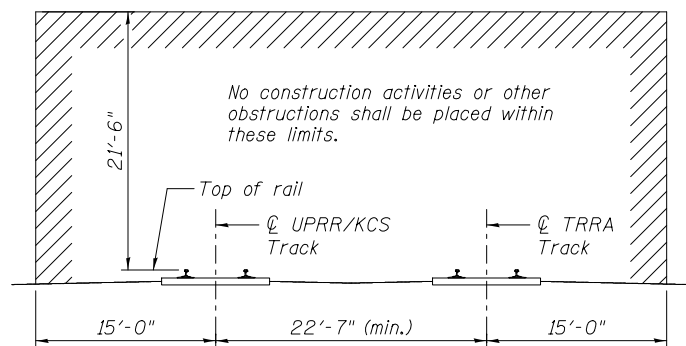 No construction activities or other
obstructions shall be placed within
these limits.
21'-6"
Top of rail
℄ UPRR/KCS
Track
℄ TRRA
Track
15'-0"
22'-7" (min.)
15'-0"